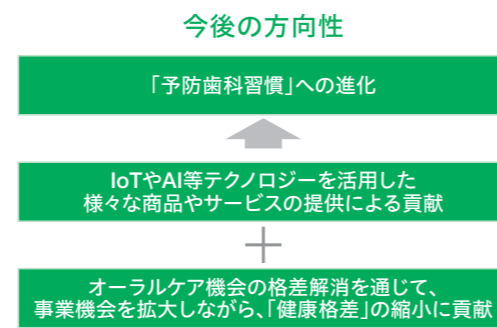 今後の方向性
「予防歯科習慣」への進化
IoTやAI等テクノロジーを活用した
様々な商品やサービスの提供による貢献
＋
オーラルケア機会の格差解消を通じて、
事業機会を拡大しながら、「健康格差」の縮小に貢献